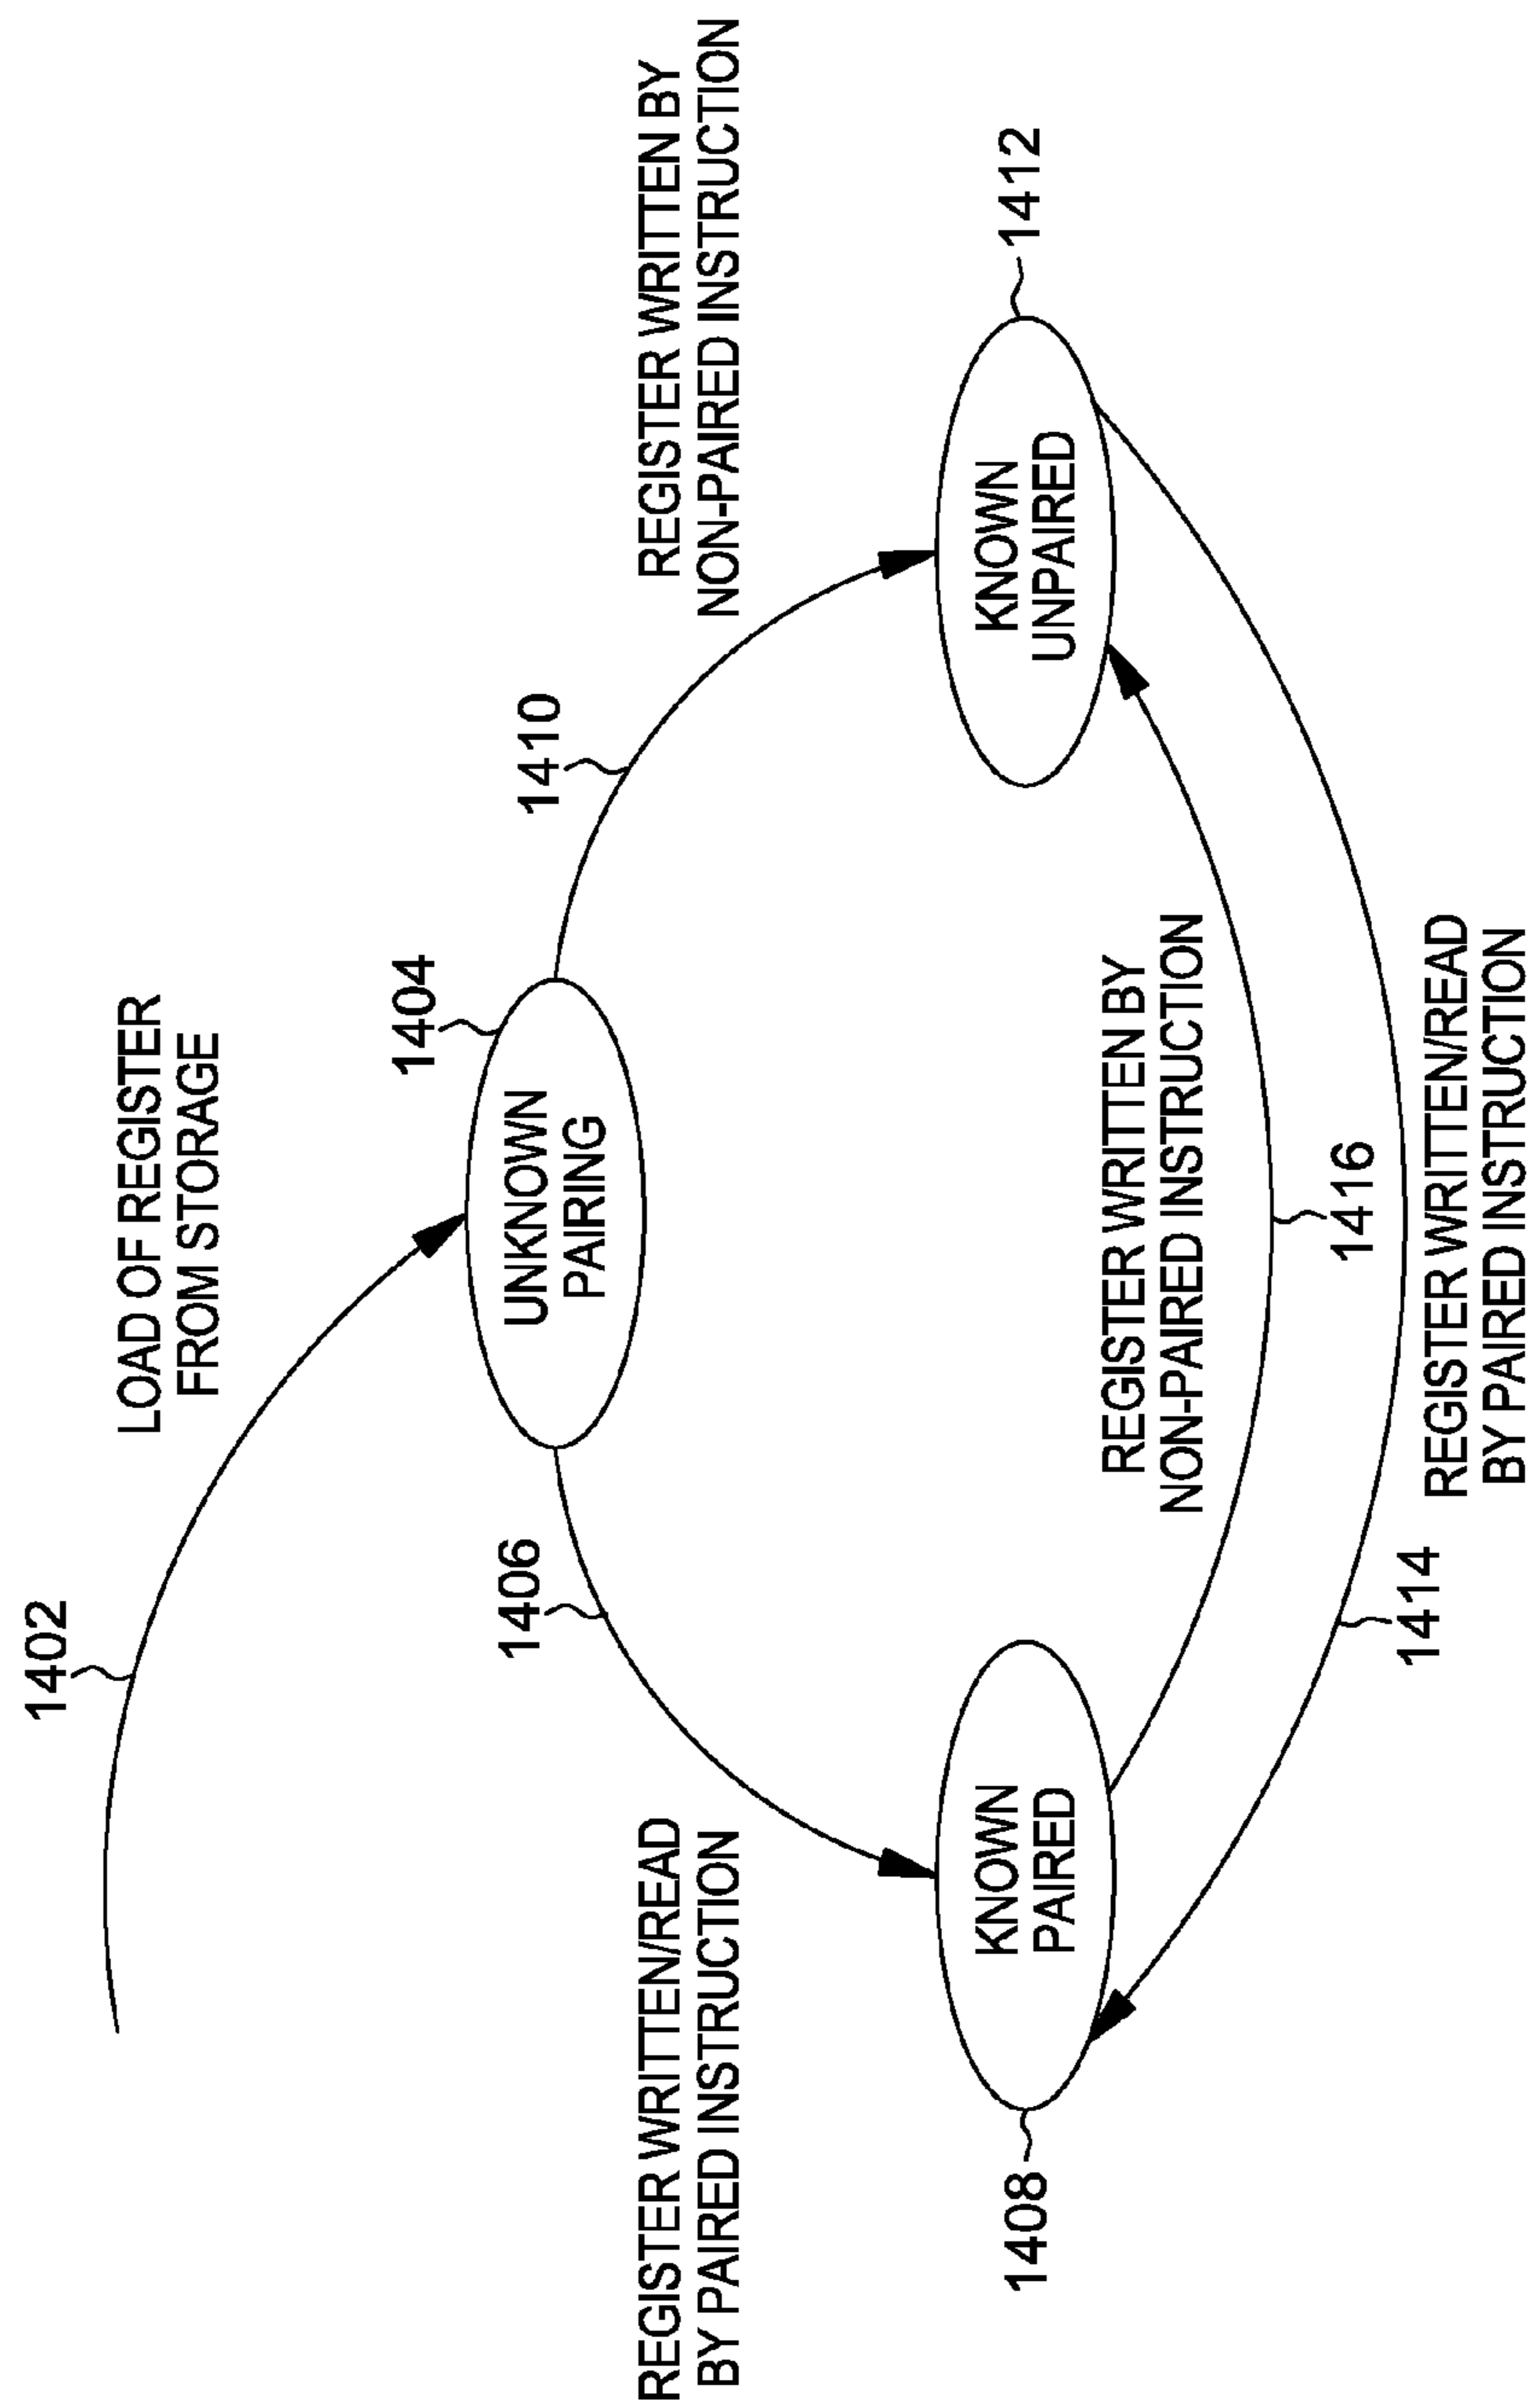 1402
LOAD OF REGISTER
FROM STORAGE
1404
UNKNOWN
PAIRING
1406
1410
REGISTER WRITTEN/READ
BY PAIRED INSTRUCTION
REGISTER WRITTEN BY
NON-PAIRED INSTRUCTION
1408
KNOWN
PAIRED
KNOWN
UNPAIRED
1412
REGISTER WRITTEN BY
NON-PAIRED INSTRUCTION
1416
1414
REGISTER WRITTEN/READ
BY PAIRED INSTRUCTION